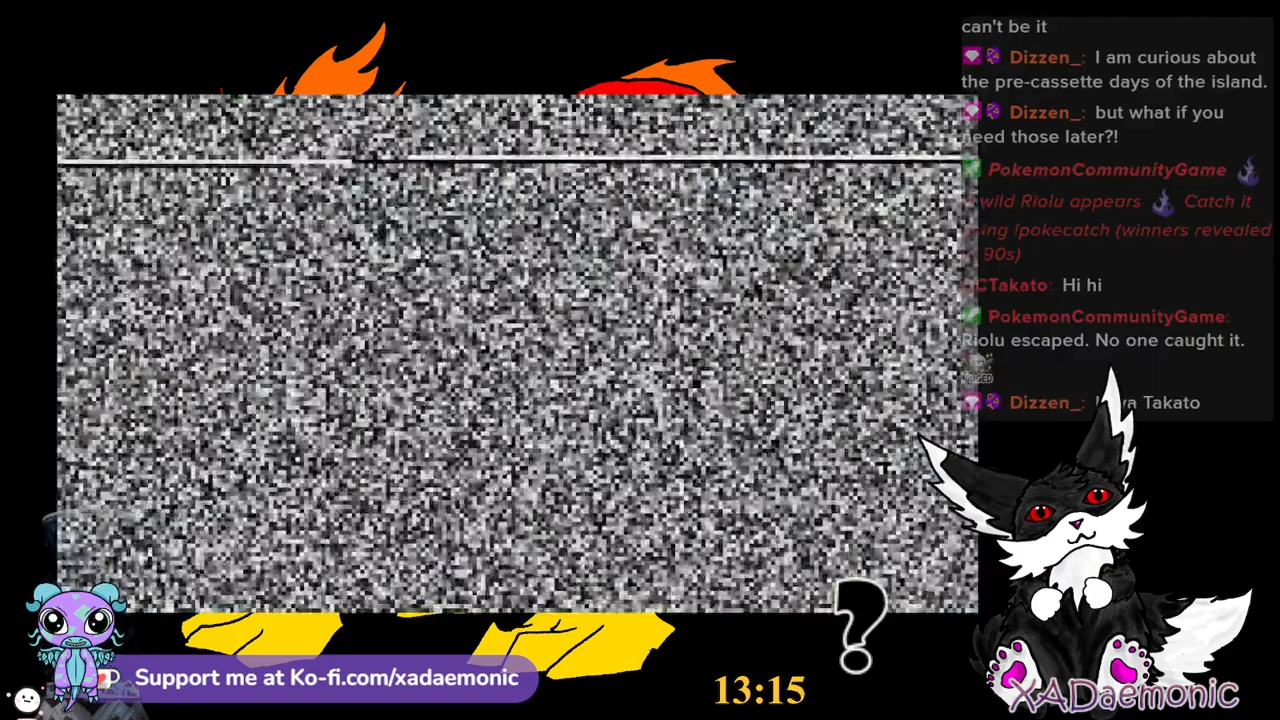 can't be it
Dizzen_: I am curious about
the pre-cassette days of the island.
Dizzen_: but what if you
need those later?!
PokemonCommunityGame
wild Riolu appears Catch it
using !pokecatch (winners revealed
90s)
CTakato: Hi hi
PokemonCommunityGame:
Riolu escaped. No one caught it.
Dizzen_: ya Takato
Support me at Ko-fi.com/xadaemonic
?
13:15
XADaemonic